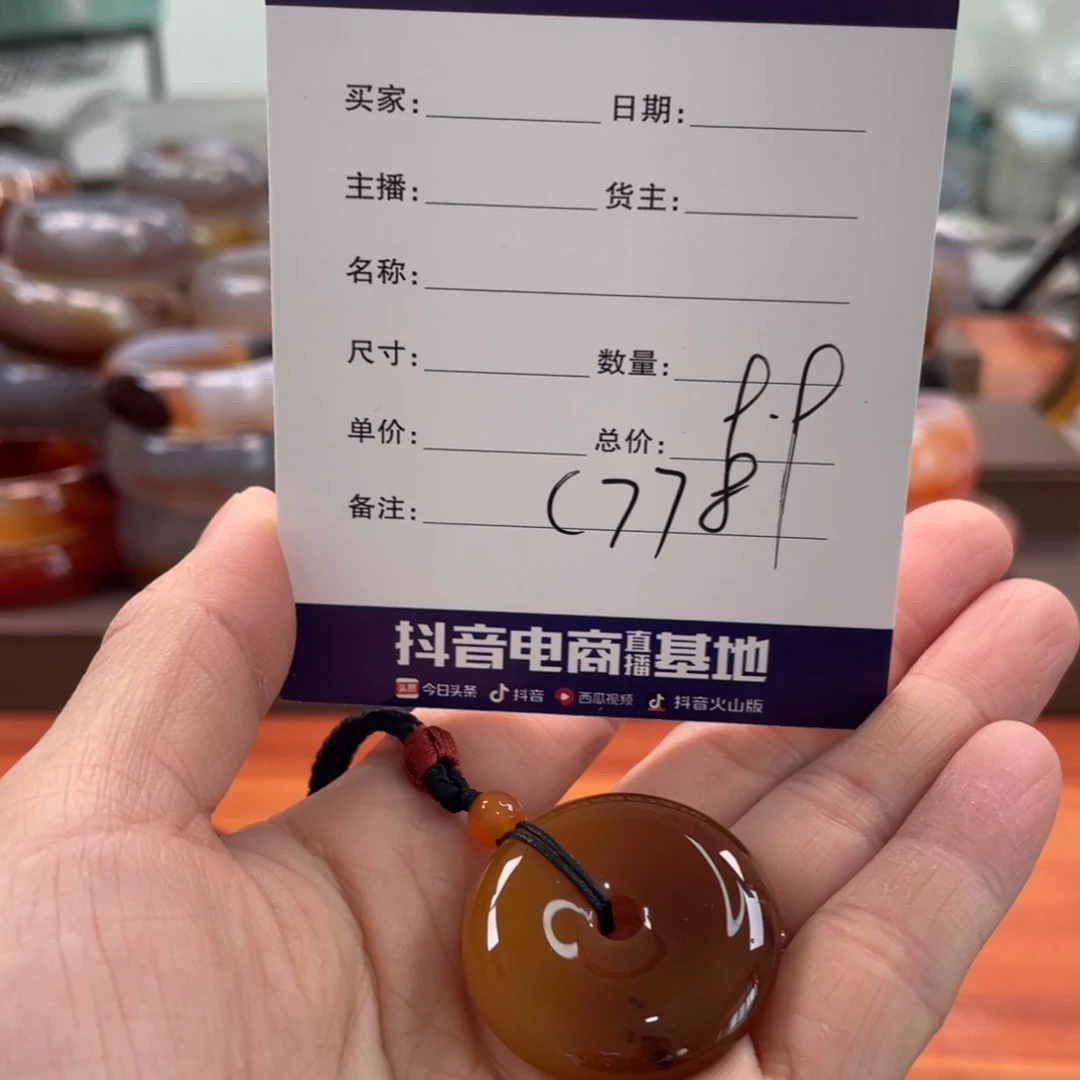 买家: 日期:
主播: 货主:
名称:
尺寸: 数量:
单价: 总价:
备注: C778
抖音电商直播基地
头条 今日头条 抖音 西瓜视频 抖音火山版